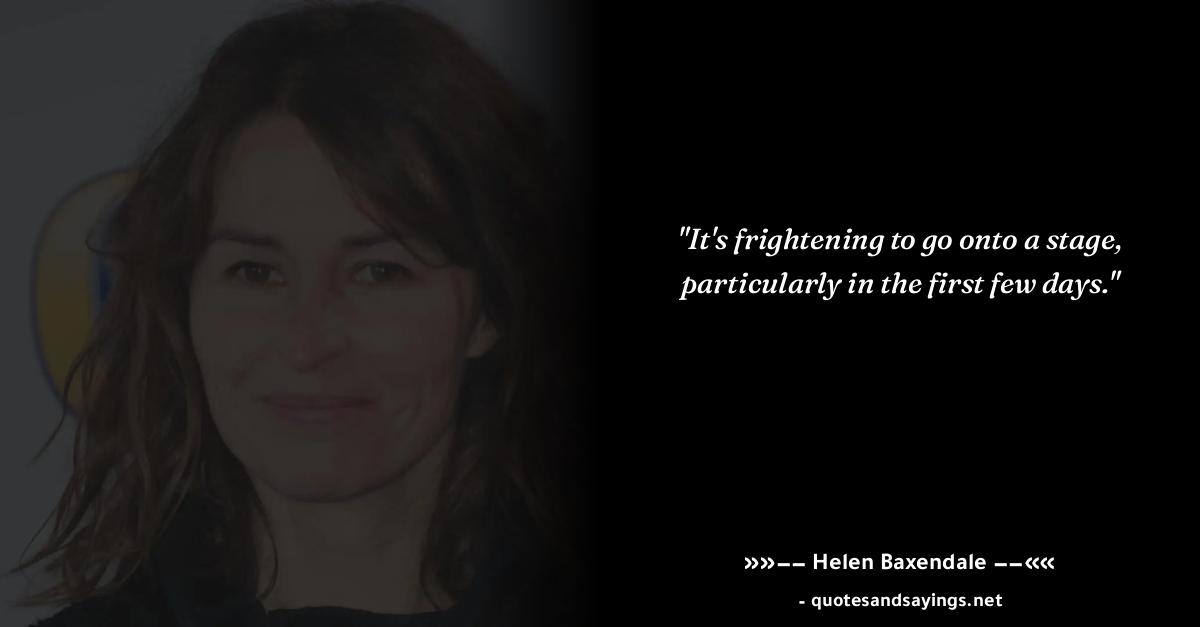 "It's frightening to go onto a stage,
particularly in the first few days."
»»–– Helen Baxendale ––««
- quotesandsayings.net